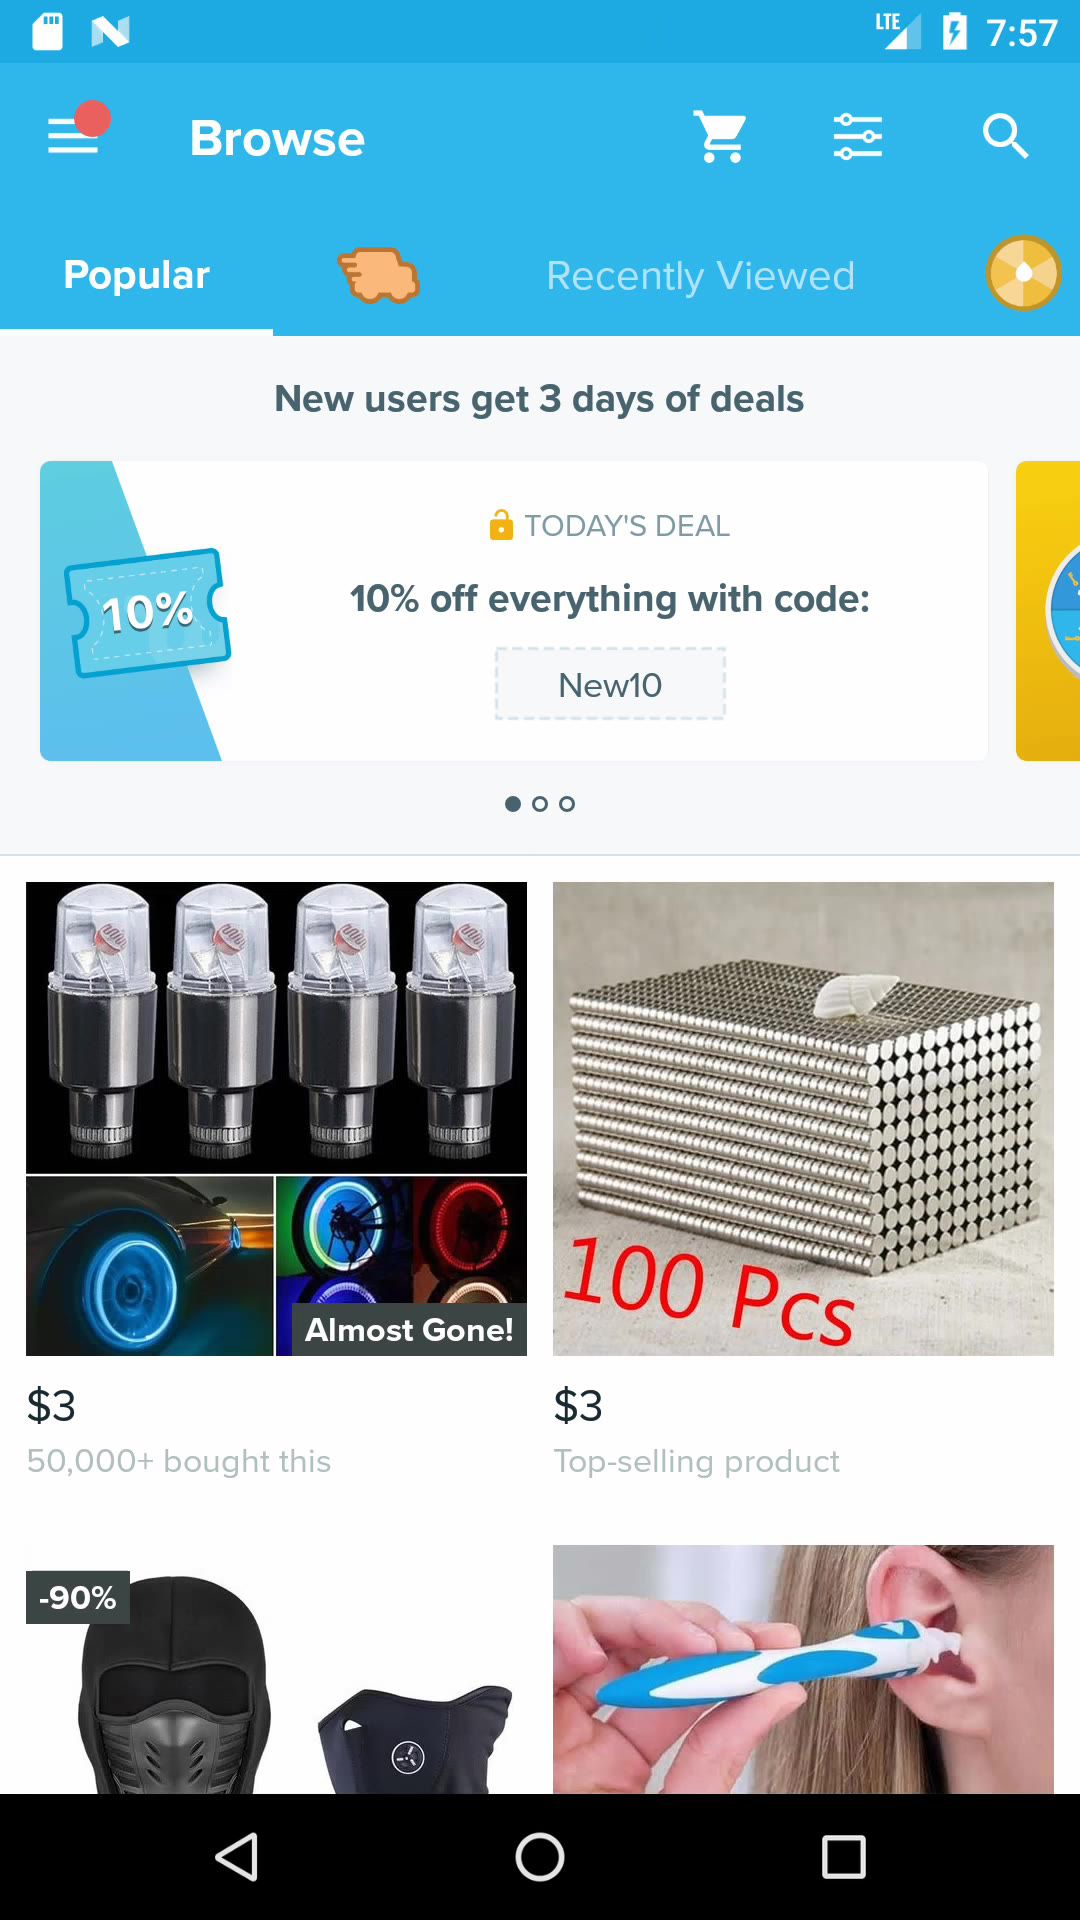 LTE 7:57
Browse
Popular
Recently Viewed
New users get 3 days of deals
TODAY'S DEAL
10%
10% off everything with code:
New10
100 Pcs
Almost Gone!
$3
$3
50,000+ bought this
Top-selling product
-90%